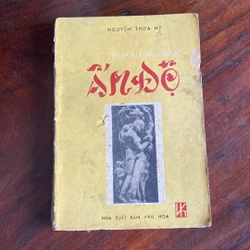 NGUYỄN THỪA HỶ
ẤN ĐỘ
NHÀ XUẤT BẢN VĂN HÓA